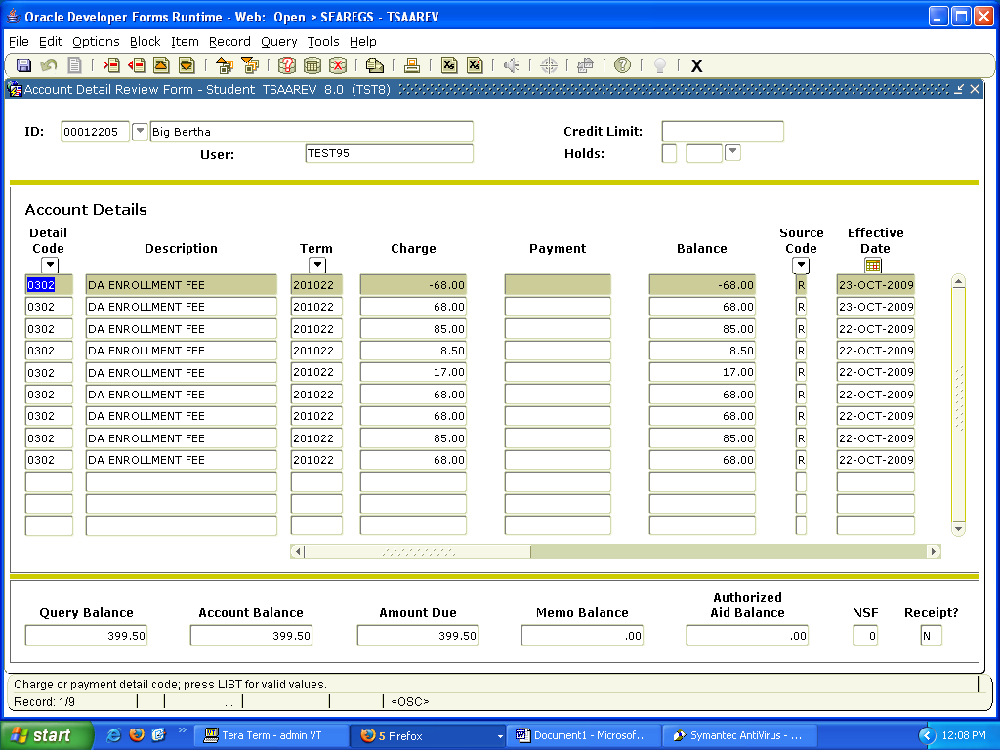 Oracle Developer Forms Runtime - Web: Open > SFAREGS - TSAAREV
File Edit Options Block Item Record Query Tools Help
X
Account Detail Review Form - Student TSAAREV 8.0 (TST8)
ID: 00012205 Big Bertha Credit Limit:
User: TEST95 Holds:
Account Details
Detail Code Description Term Charge Payment Balance Source Code Effective Date
0302 DA ENROLLMENT FEE 201022 -68.00 -68.00 R 23-OCT-2009
0302 DA ENROLLMENT FEE 201022 68.00 68.00 R 23-OCT-2009
0302 DA ENROLLMENT FEE 201022 85.00 85.00 R 22-OCT-2009
0302 DA ENROLLMENT FEE 201022 8.50 8.50 R 22-OCT-2009
0302 DA ENROLLMENT FEE 201022 17.00 17.00 R 22-OCT-2009
0302 DA ENROLLMENT FEE 201022 68.00 68.00 R 22-OCT-2009
0302 DA ENROLLMENT FEE 201022 68.00 68.00 R 22-OCT-2009
0302 DA ENROLLMENT FEE 201022 85.00 85.00 R 22-OCT-2009
0302 DA ENROLLMENT FEE 201022 68.00 68.00 R 22-OCT-2009
Query Balance Account Balance Amount Due Memo Balance Authorized Aid Balance NSF Receipt?
399.50 399.50 399.50 .00 .00 0 N
Charge or payment detail code; press LIST for valid values.
Record: 1/9 ... <OSC>
start Tera Term - admin VT 5 Firefox Document1 - Microsof... Symantec AntiVirus - ... 12:08 PM